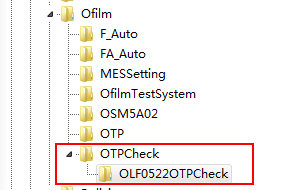 Ofilm
F_Auto
FA_Auto
MESSetting
OfilmTestSystem
OSM5A02
OTP
OTPCheck
OLF0522OTPCheck